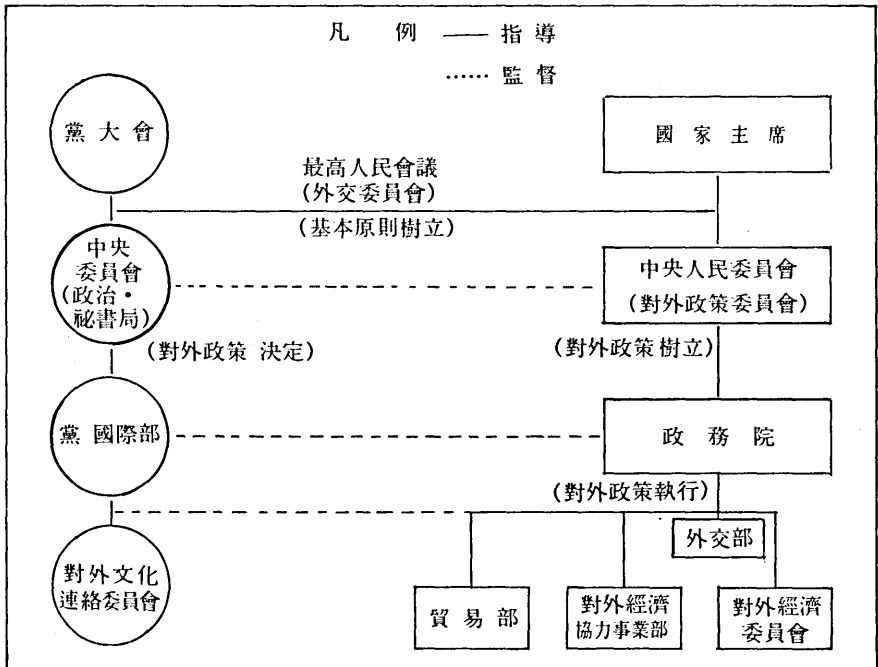 凡 例 —— 指導
…… 監督
黨大會
國家主席
最高人民會議
(外交委員會)
(基本原則樹立)
中央
委員會
(政治・
祕書局)
中央人民委員會
(對外政策委員會)
(對外政策 決定)
(對外政策 樹立)
黨 國際部
政務院
(對外政策執行)
外交部
對外文化
連絡委員會
貿易部
對外經濟
協力事業部
對外經濟
委員會